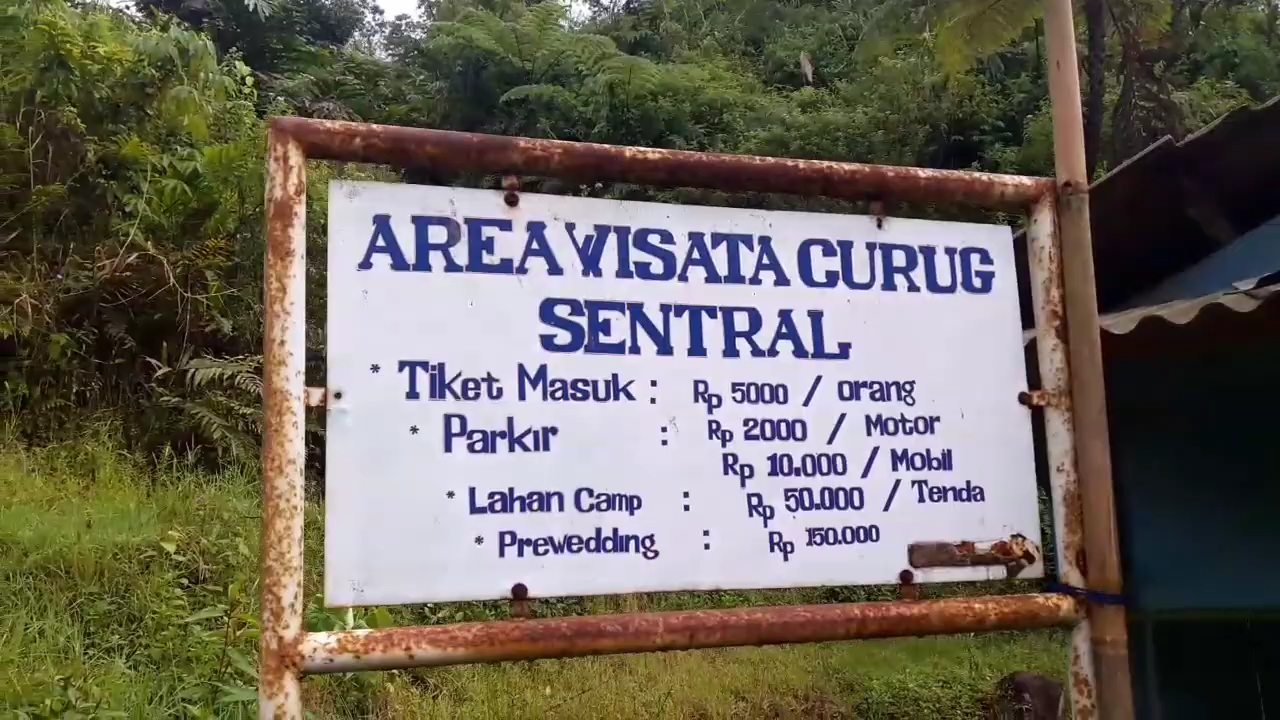 AREA WISATA CURUG
SENTRAL
* Tiket Masuk : Rp 5000 / orang
* Parkir : Rp 2000 / Motor
Rp 10.000 / Mobil
* Lahan Camp : Rp 50.000 / Tenda
* Prewedding : Rp 150.000